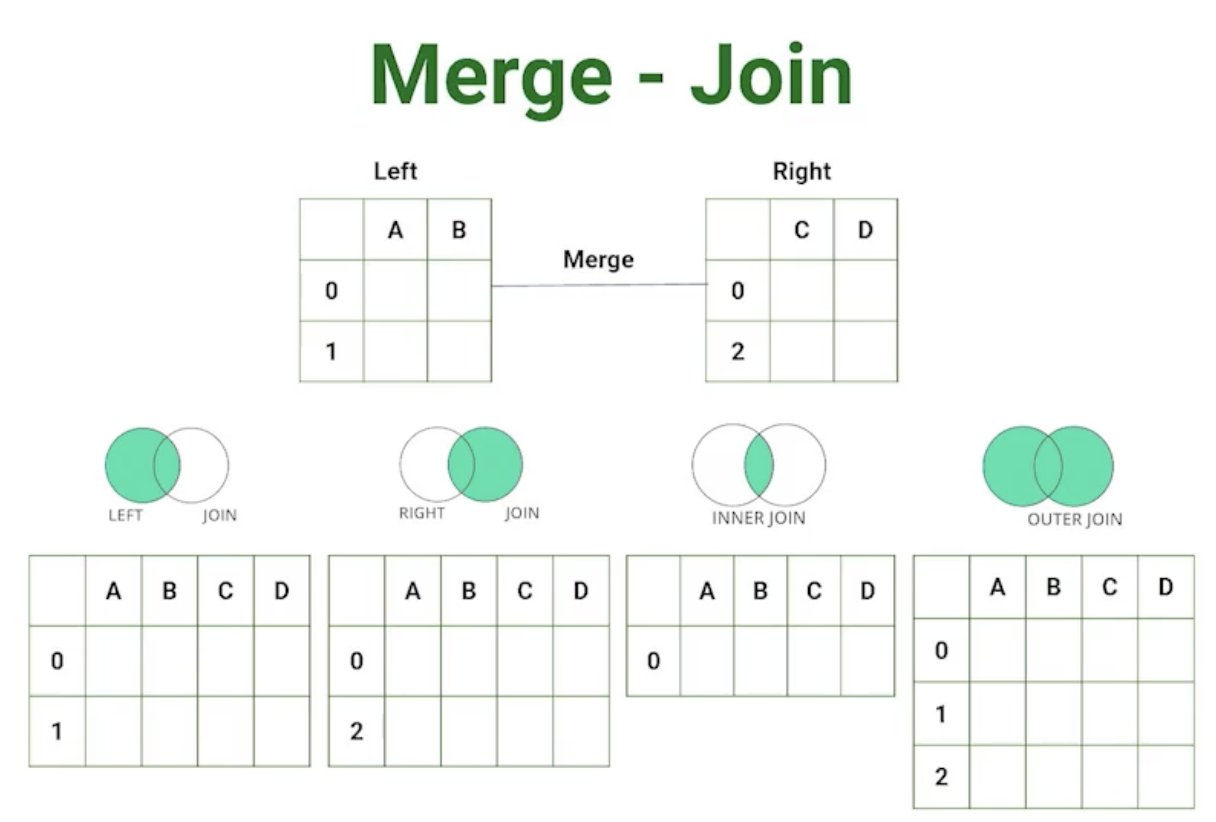 Merge - Join
Left
Right
A B
C D
Merge
0
0
1
2
LEFT JOIN
RIGHT JOIN
INNER JOIN
OUTER JOIN
A B C D
0
1
A B C D
0
2
A B C D
0
A B C D
0
1
2